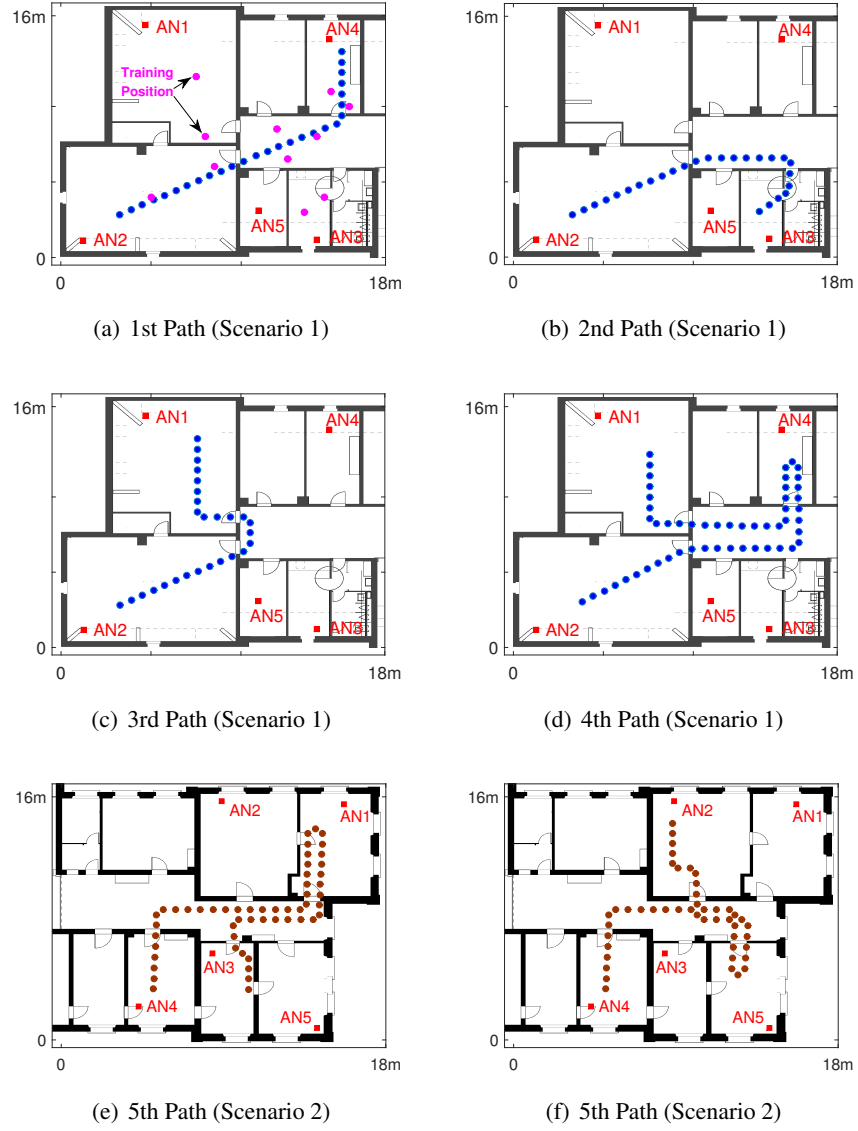 16m
AN1
AN4
Training
Position
AN2
AN5
AN3
0
0
18m
(a) 1st Path (Scenario 1)
16m
AN1
AN4
AN2
AN5
AN3
0
0
18m
(b) 2nd Path (Scenario 1)
16m
AN1
AN4
AN2
AN5
AN3
0
0
18m
(c) 3rd Path (Scenario 1)
16m
AN1
AN4
AN2
AN5
AN3
0
0
18m
(d) 4th Path (Scenario 1)
16m
AN2
AN1
AN3
AN4
AN5
0
0
18m
(e) 5th Path (Scenario 2)
16m
AN2
AN1
AN3
AN4
AN5
0
0
18m
(f) 5th Path (Scenario 2)